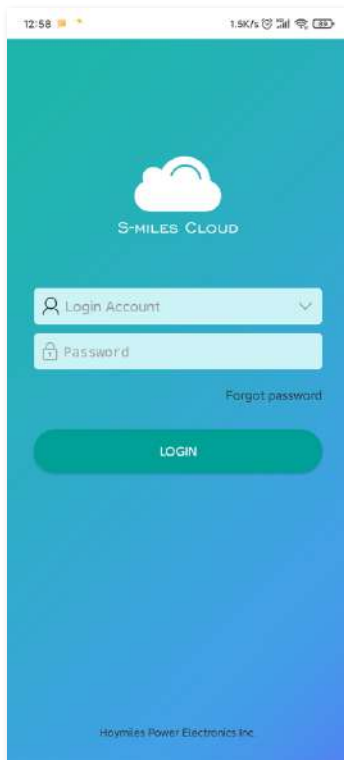 12:58
1.5K/s
S-MILES CLOUD
Login Account
Password
Forgot password
LOGIN
Hoymiles Power Electronics Inc.